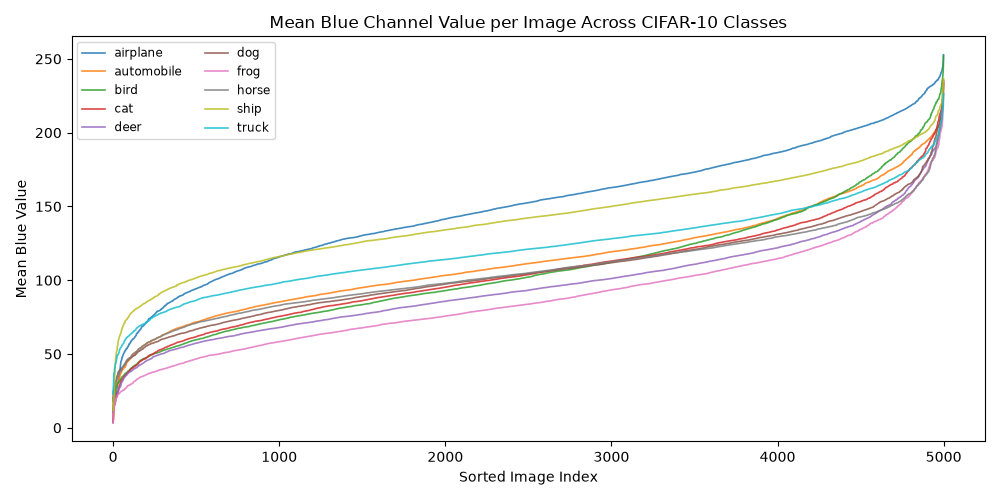 Mean Blue Channel Value per Image Across CIFAR-10 Classes
airplane
automobile
bird
cat
deer
dog
frog
horse
ship
truck
Mean Blue Value
250
200
150
100
50
0
0 1000 2000 3000 4000 5000
Sorted Image Index